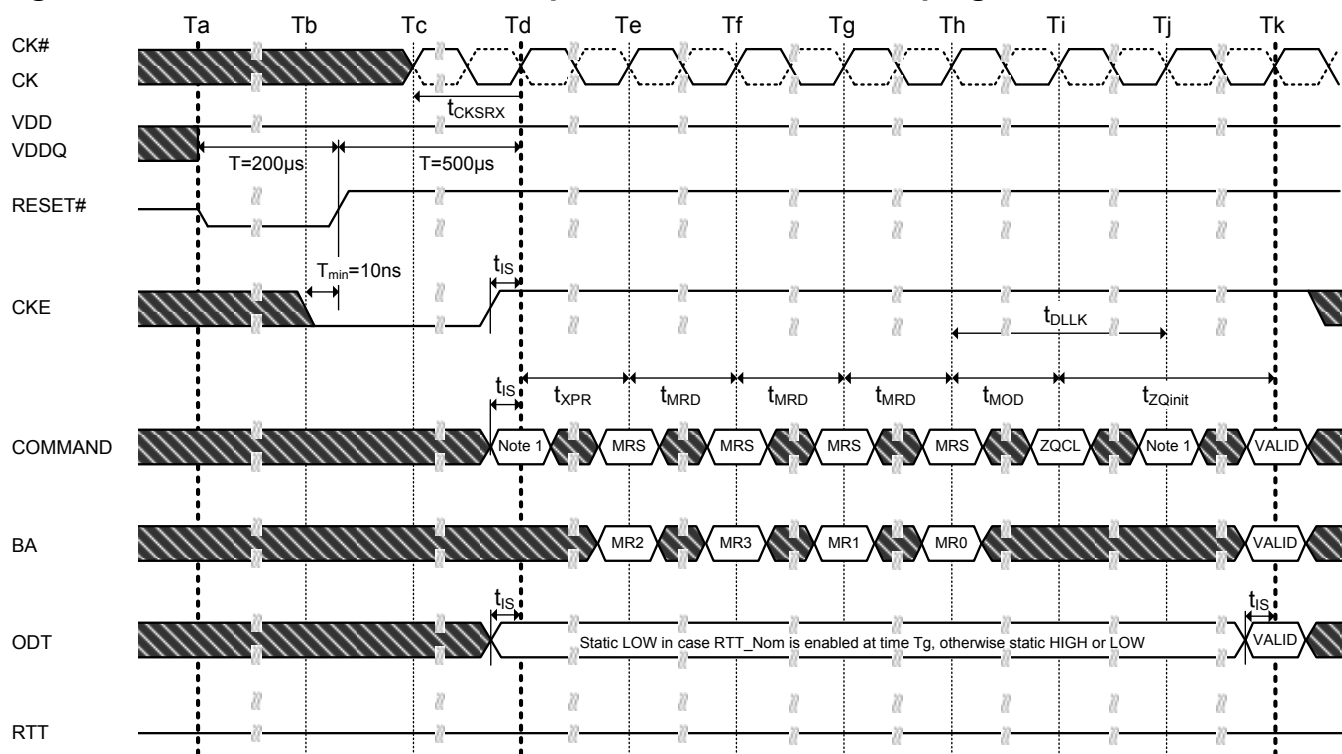 Ta Tb Tc Td Te Tf Tg Th Ti Tj Tk
CK#
CK
tCKSRX
VDD
VDDQ
T=200µs T=500µs
RESET#
Tmin=10ns tIS
CKE
tDLLK
tIS tXPR tMRD tMRD tMRD tMOD tZQinit
COMMAND Note 1 MRS MRS MRS MRS ZQCL Note 1 VALID
BA MR2 MR3 MR1 MR0 VALID
tIS tIS
ODT Static LOW in case RTT_Nom is enabled at time Tg, otherwise static HIGH or LOW VALID
RTT